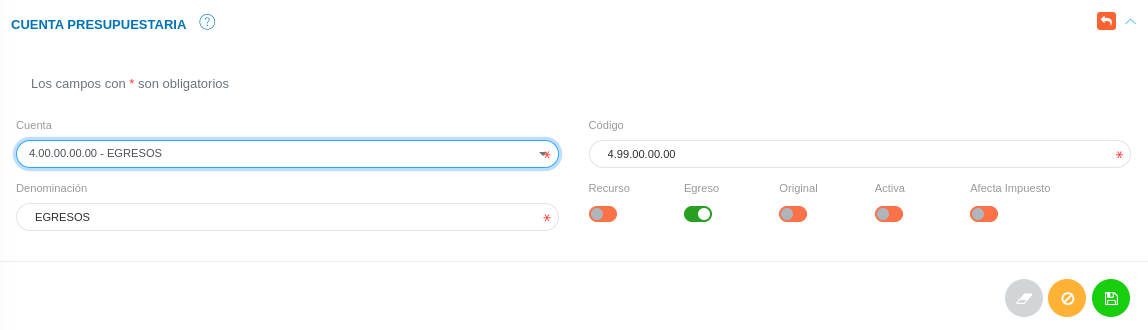 CUENTA PRESUPUESTARIA ?
Los campos con * son obligatorios
Cuenta
4.00.00.00.00 - EGRESOS *
Código
4.99.00.00.00 *
Denominación
EGRESOS *
Recurso Egreso Original Activa Afecta Impuesto